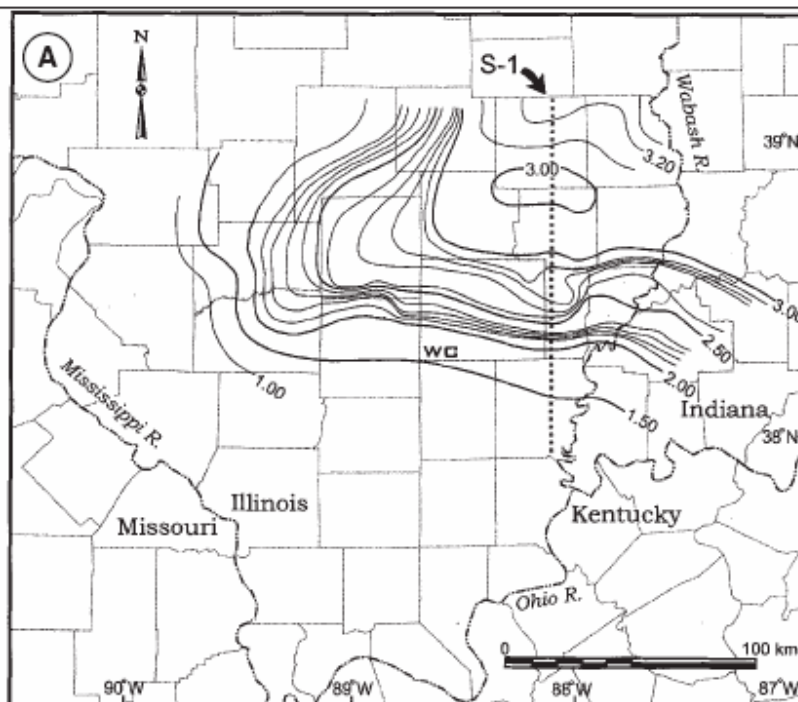 A
N
S-1
Wabash R.
39°N
3.20
3.00
3.00
2.50
WC
2.00
1.00
1.50
Indiana
Mississippi R.
38°N
Illinois
Missouri
Kentucky
Ohio R.
0 100 km
90°W 89°W 88°W 87°W